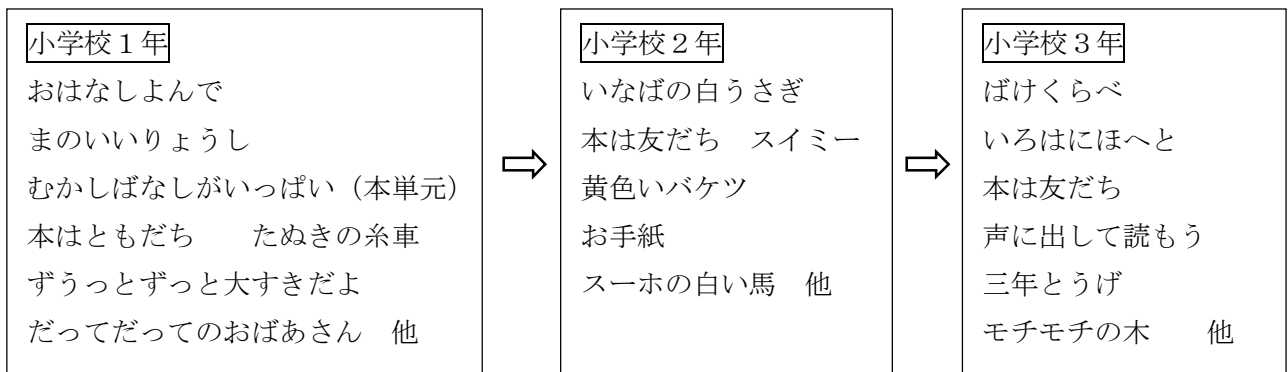 小学校１年
おはなしよんで
まのいいりょうし
むかしばなしがいっぱい（本単元）
本はともだち　　たぬきの糸車
ずうっとずっと大すきだよ
だってだってのおばあさん　他
小学校２年
いなばの白うさぎ
本は友だち　スイミー
黄色いバケツ
お手紙
スーホの白い馬　他
小学校３年
ばけくらべ
いろはにほへと
本は友だち
声に出して読もう
三年とうげ
モチモチの木　　他